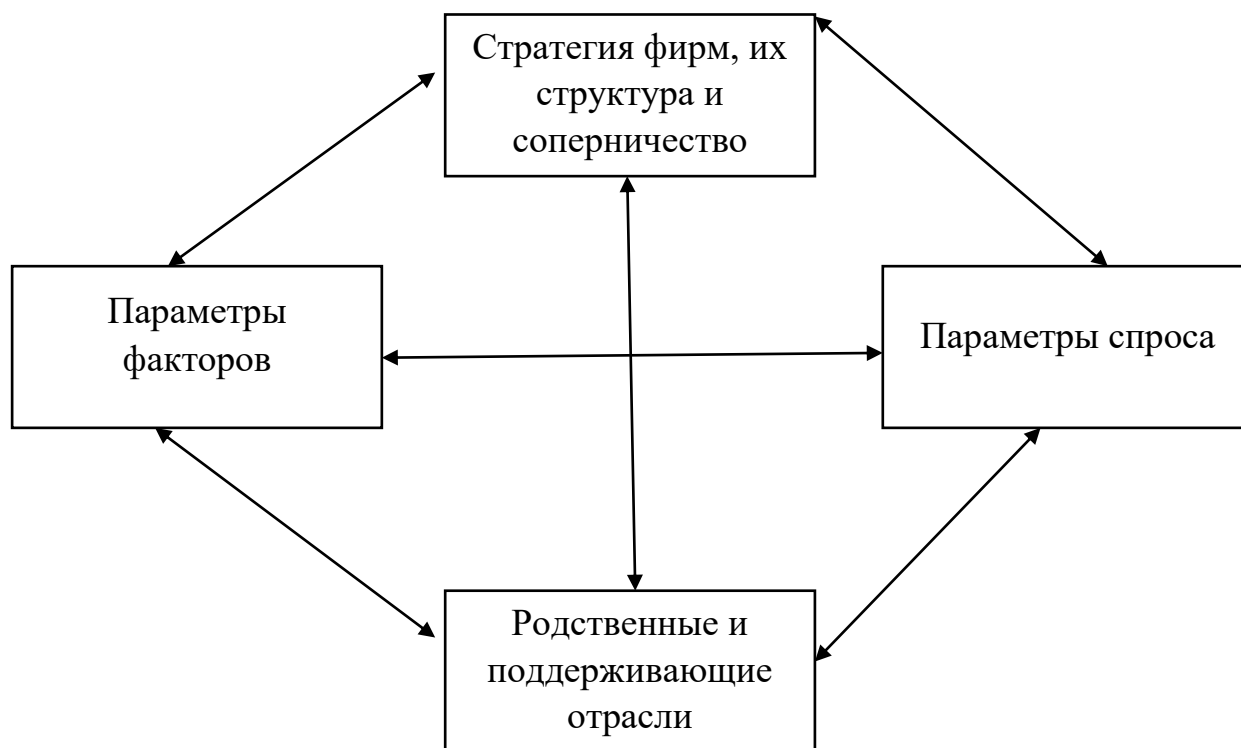 Стратегия фирм, их
структура и
соперничество
Параметры
факторов
Параметры спроса
Родственные и
поддерживающие
отрасли